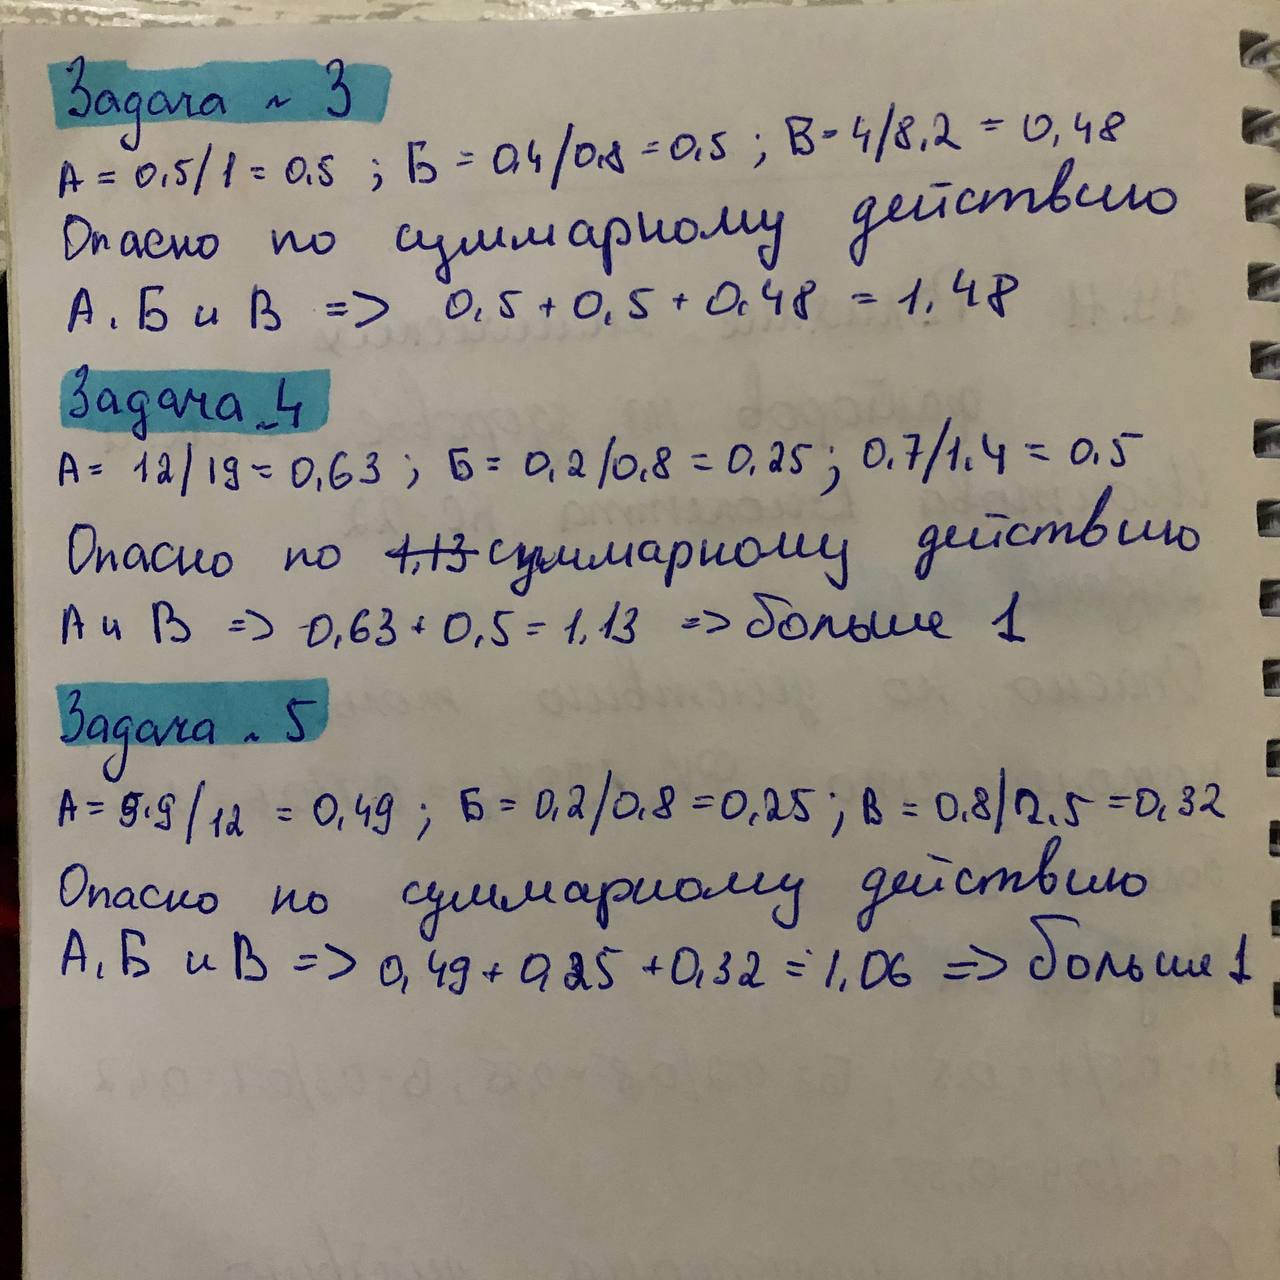 Задача ~ 3
А = 0.5/1 = 0.5 ; Б = 0,4/0.8 = 0.5 ; В = 4/8.2 = 0,48
Опасно по суммарному действию
А, Б и В => 0,5 + 0,5 + 0.48 = 1.48
Задача ~ 4
А = 12/19 = 0,63 ; Б = 0,2/0,8 = 0,25 ; 0,7/1.4 = 0.5
Опасно по 1,13 суммарному действию
А и В => 0,63 + 0,5 = 1.13 => больше 1
Задача ~ 5
А = 5.9/12 = 0,49 ; Б = 0,2/0.8 = 0,25 ; В = 0.8/2.5 = 0,32
Опасно по суммарному действию
А, Б и В => 0,49 + 0,25 + 0,32 = 1,06 => больше 1